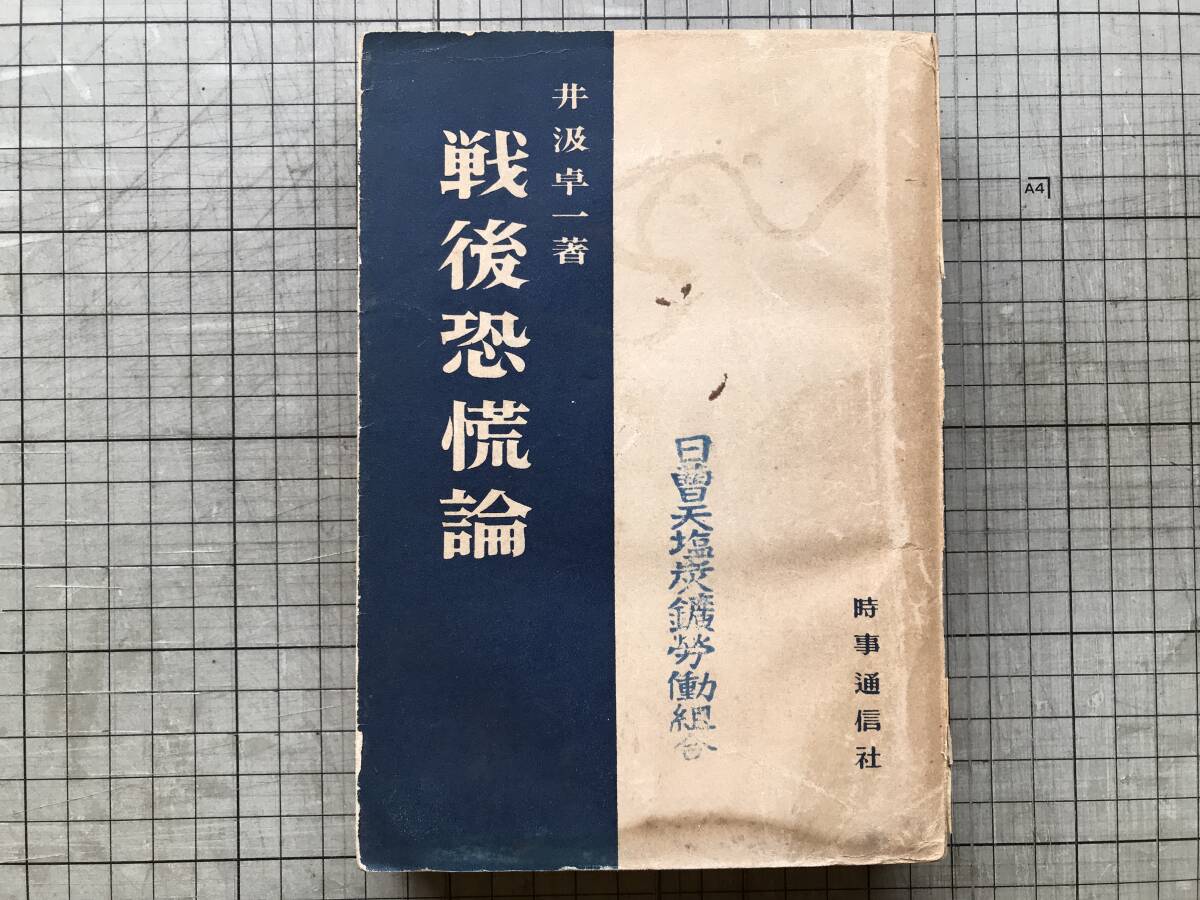 井汲卓一著
戦後恐慌論
日曹天塩炭鑛労働組合
時事通信社
A4